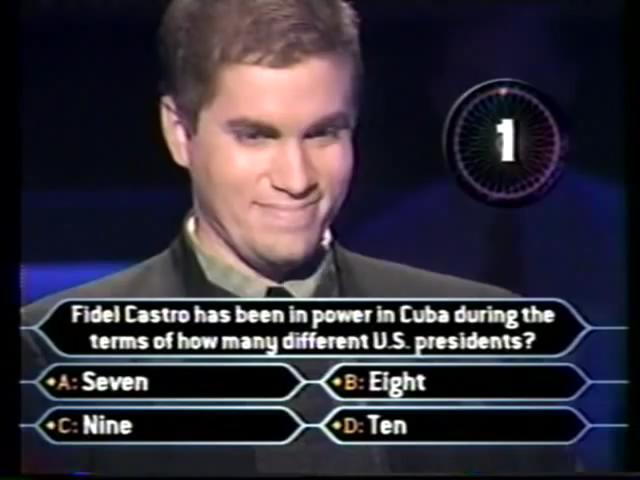 1
Fidel Castro has been in power in Cuba during the
terms of how many different U.S. presidents?
A: Seven
B: Eight
C: Nine
D: Ten